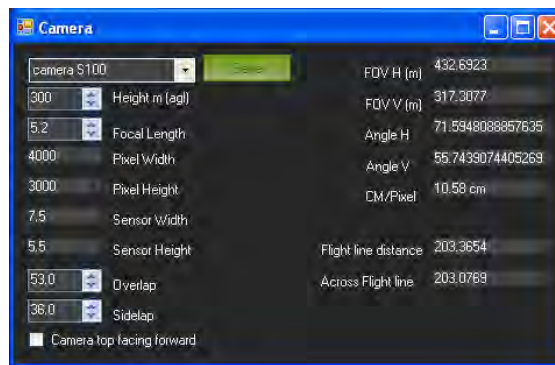 Camera
camera S100
300 Height m (agl)
5.2 Focal Length
4000 Pixel Width
3000 Pixel Height
7.5 Sensor Width
5.5 Sensor Height
53.0 Overlap
36.0 Sidelap
Camera top facing forward
FOV H (m) 432.6923
FOV V (m) 317.3077
Angle H 71.5948088857635
Angle V 55.7439074405269
CM/Pixel 10.58 cm
Flight line distance 203.3654
Across Flight line 203.0769